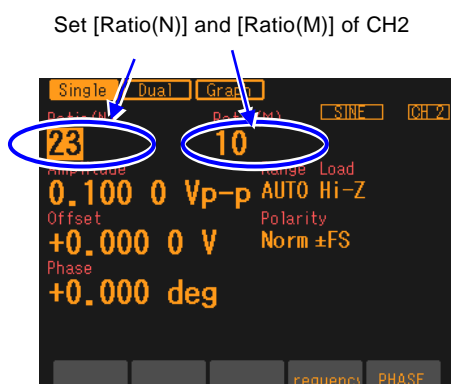 Set [Ratio(N)] and [Ratio(M)] of CH2
Single Dual Graph
SINE CH 2
23 10
Amplitude Range Load
0.100 0 Vp-p AUTO Hi-Z
Offset Polarity
+0.000 0 V Norm ±FS
Phase
+0.000 deg
PHASE